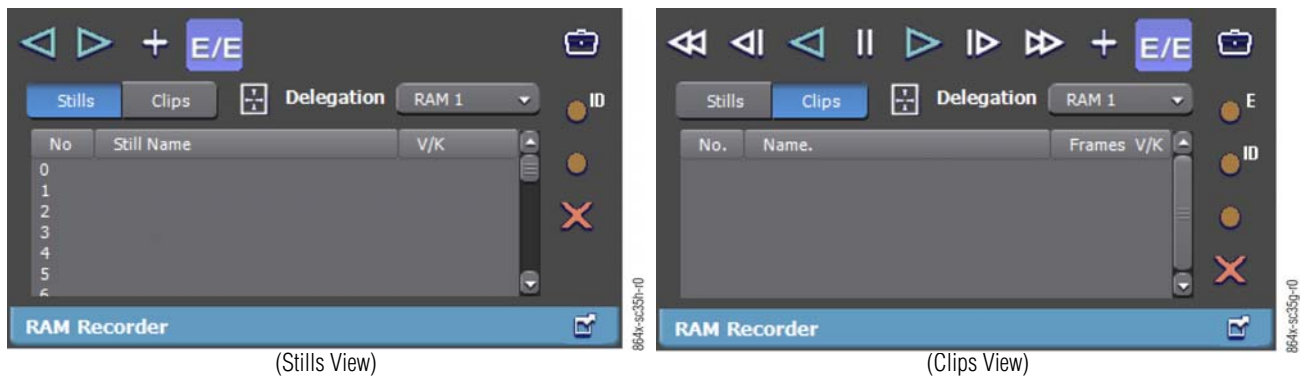 E/E
Stills Clips Delegation RAM 1 ID
No Still Name V/K
0
1
2
3
4
5
6
RAM Recorder
864x-sc35h-r0
(Stills View)
E/E
Stills Clips Delegation RAM 1 E
No. Name. Frames V/K
ID
RAM Recorder
864x-sc35g-r0
(Clips View)